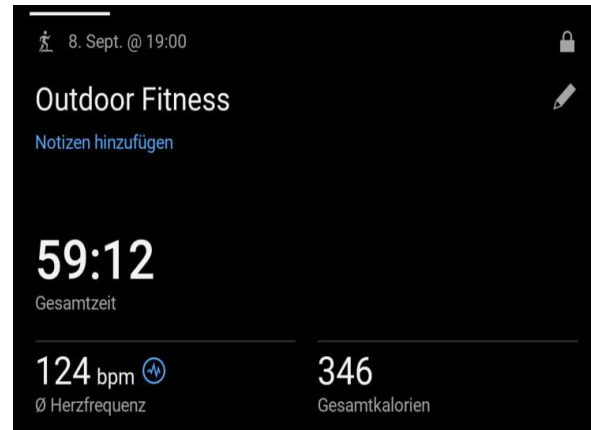 8. Sept. @ 19:00
Outdoor Fitness
Notizen hinzufügen
59:12
Gesamtzeit
124 bpm
Ø Herzfrequenz
346
Gesamtkalorien